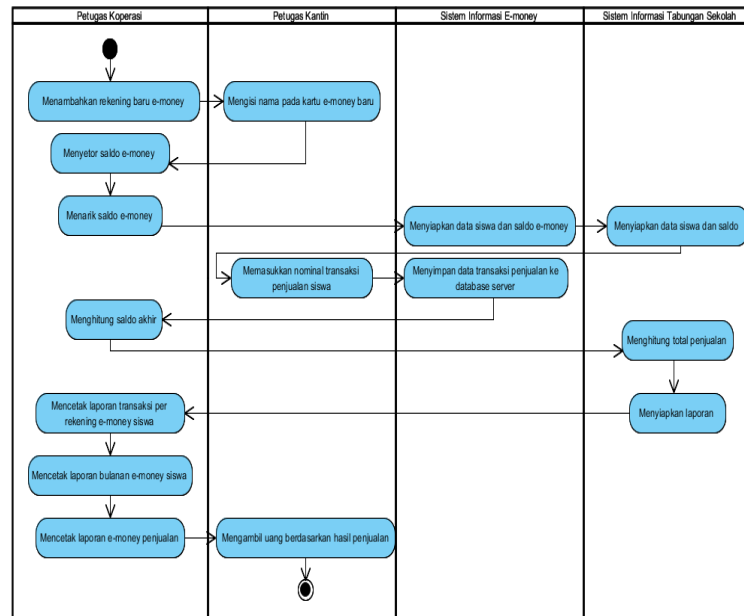 Petugas Koperasi
Petugas Kantin
Sistem Informasi E-money
Sistem Informasi Tabungan Sekolah
Menambahkan rekening baru e-money
Mengisi nama pada kartu e-money baru
Menyetor saldo e-money
Menarik saldo e-money
Menyiapkan data siswa dan saldo e-money
Menyiapkan data siswa dan saldo
Memasukkan nominal transaksi
penjualan siswa
Menyimpan data transaksi penjualan ke
database server
Menghitung saldo akhir
Menghitung total penjualan
Mencetak laporan transaksi per
rekening e-money siswa
Menyiapkan laporan
Mencetak laporan bulanan e-money siswa
Mencetak laporan e-money penjualan
Mengambil uang berdasarkan hasil penjualan